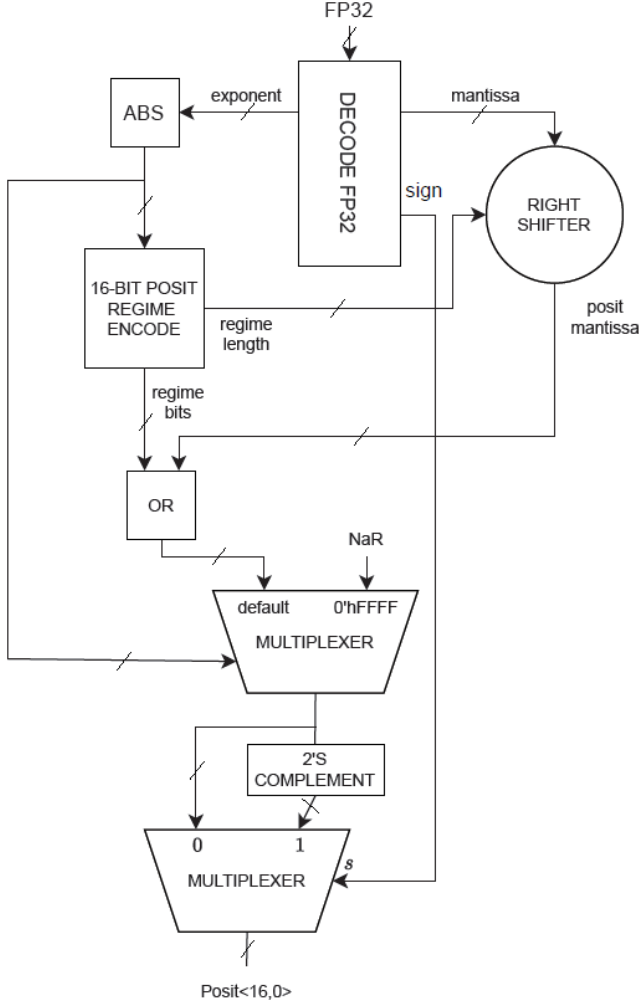 FP32
exponent
ABS
DECODE FP32
mantissa
sign
RIGHT
SHIFTER
16-BIT POSIT
REGIME
ENCODE
regime
length
posit
mantissa
regime
bits
OR
NaR
default
0'hFFFF
MULTIPLEXER
2'S
COMPLEMENT
0
1
s
MULTIPLEXER
Posit<16,0>